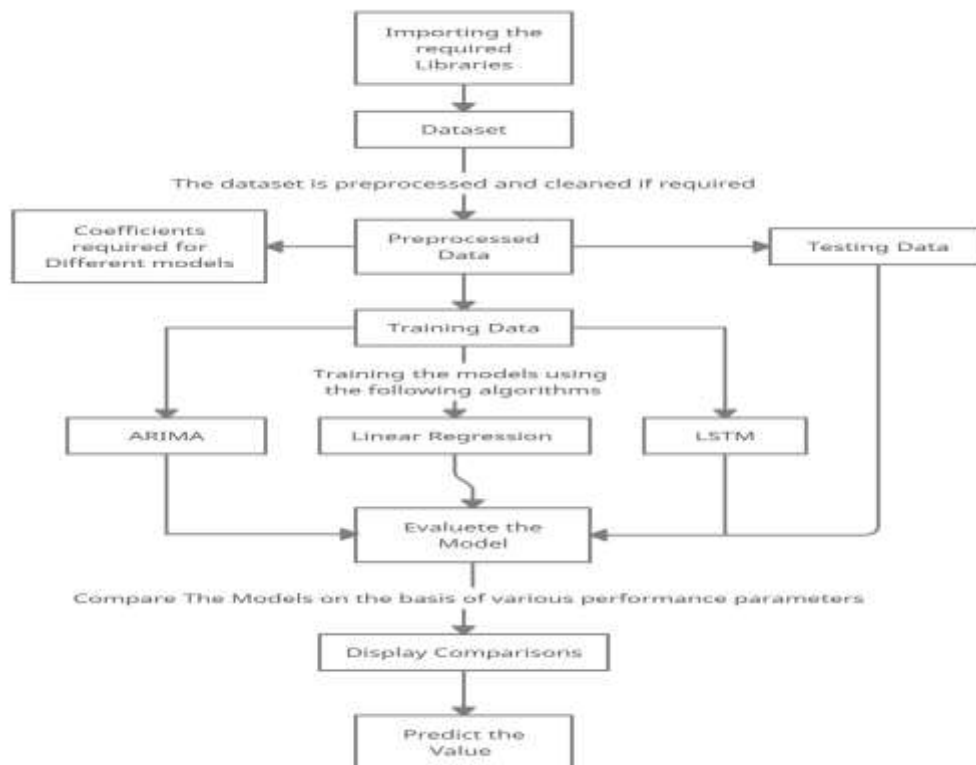 Importing the
required
Libraries
Dataset
The dataset is preprocessed and cleaned if required
Coefficients
required for
Different models
Preprocessed
Data
Testing Data
Training Data
Training the models using
the following algorithms
ARIMA
Linear Regression
LSTM
Evaluete the
Model
Compare The Models on the basis of various performance parameters
Display Comparisons
Predict the
Value